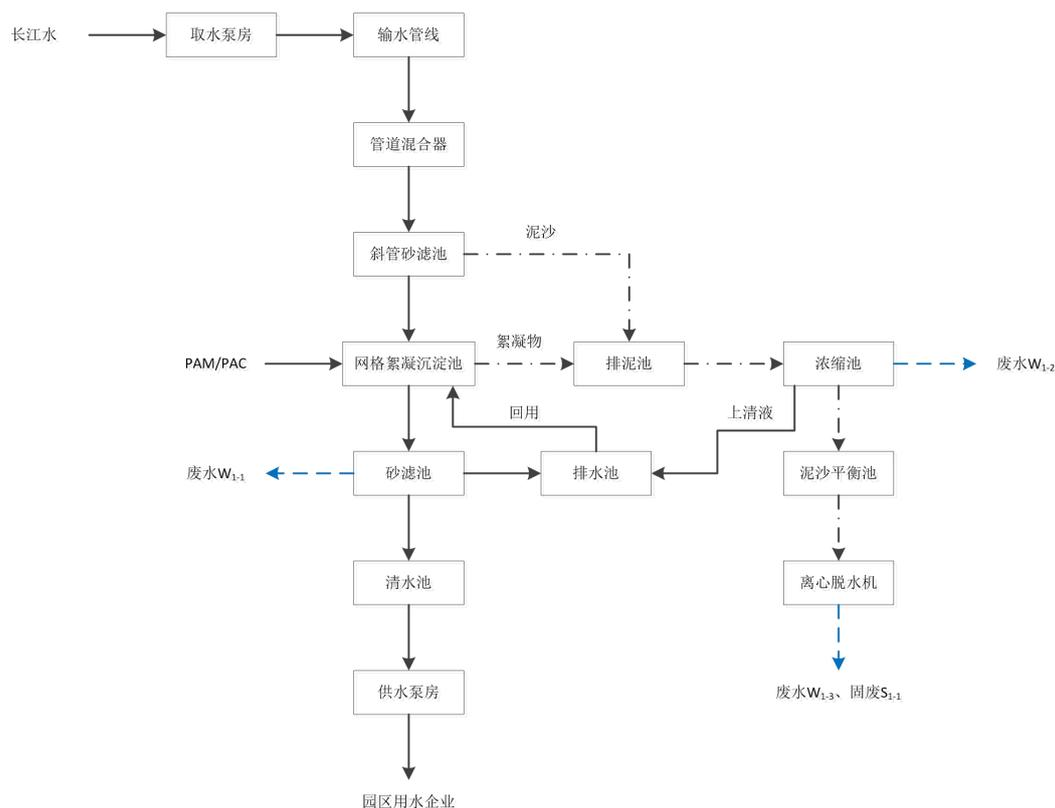 长江水
取水泵房
输水管线
管道混合器
泥沙
斜管砂滤池
絮凝物
PAM/PAC
网格絮凝沉淀池
排泥池
浓缩池
废水W1-2
回用
上清液
废水W1-1
砂滤池
排水池
泥沙平衡池
清水池
离心脱水机
供水泵房
废水W1-3、固废S1-1
园区用水企业